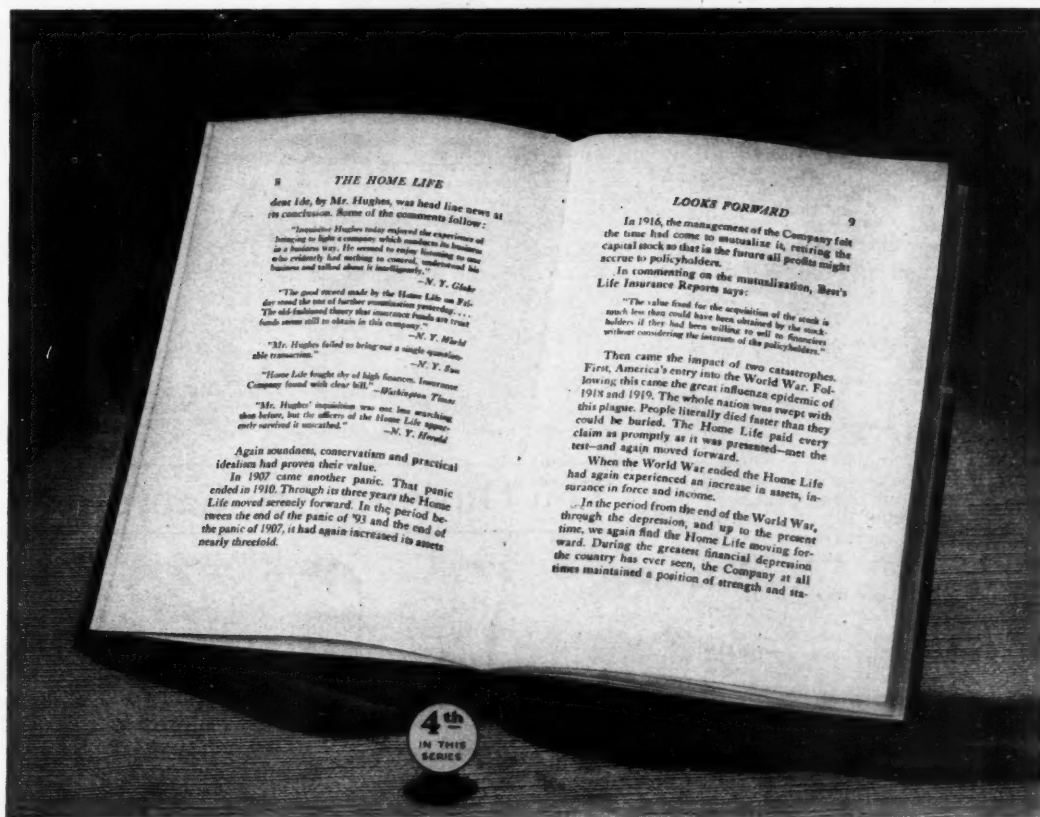 8 THE HOME LIFE
dent Ide, by Mr. Hughes, was head line news at
its conclusion. Some of the comments follow:
"Inquisitor Hughes today enjoyed the experience of
bringing to light a company which conducts its business
in a business way. He seemed to enjoy listening to one
who evidently had nothing to conceal, understood his
business and talked about it intelligently."
—N. Y. Globe
"The good record made by the Home Life on Fri-
day stood the test of further examination yesterday....
The old-fashioned theory that insurance funds are trust
funds seems still to obtain in this company."
—N. Y. World
"Mr. Hughes failed to bring out a single question-
able transaction."
—N. Y. Sun
"Home Life fought shy of high finances. Insurance
Company found with clear bill." —Washington Times
"Mr. Hughes' inquisition was not less searching
than before, but the officers of the Home Life appar-
ently survived it unscathed."
—N. Y. Herald
Again soundness, conservatism and practical
idealism had proven their value.
In 1907 came another panic. That panic
ended in 1910. Through its three years the Home
Life moved serenely forward. In the period be-
tween the end of the panic of '93 and the end of
the panic of 1907, it had again increased its assets
nearly threefold.
LOOKS FORWARD 9
In 1916, the management of the Company felt
the time had come to mutualize it, retiring the
capital stock so that in the future all profits might
accrue to policyholders.
In commenting on the mutualization, Best's
Life Insurance Reports says:
"The value fixed for the acquisition of the stock is
much less than could have been obtained by the stock-
holders if they had been willing to sell to financiers
without considering the interests of the policyholders."
Then came the impact of two catastrophes.
First, America's entry into the World War. Fol-
lowing this came the great influenza epidemic of
1918 and 1919. The whole nation was swept with
this plague. People literally died faster than they
could be buried. The Home Life paid every
claim as promptly as it was presented—met the
test—and again moved forward.
When the World War ended the Home Life
had again experienced an increase in assets, in-
surance in force and income.
In the period from the end of the World War,
through the depression, and up to the present
time, we again find the Home Life moving for-
ward. During the greatest financial depression
the country has ever seen, the Company at all
times maintained a position of strength and sta-
4th
IN THIS
SERIES